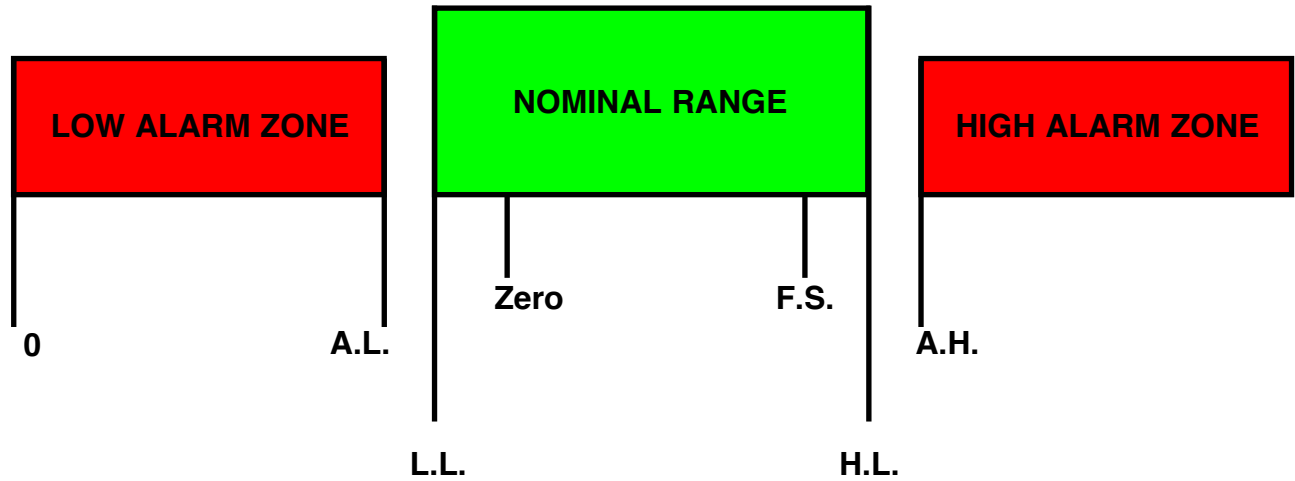 NOMINAL RANGE
LOW ALARM ZONE
HIGH ALARM ZONE
Zero
F.S.
0
A.L.
A.H.
L.L.
H.L.